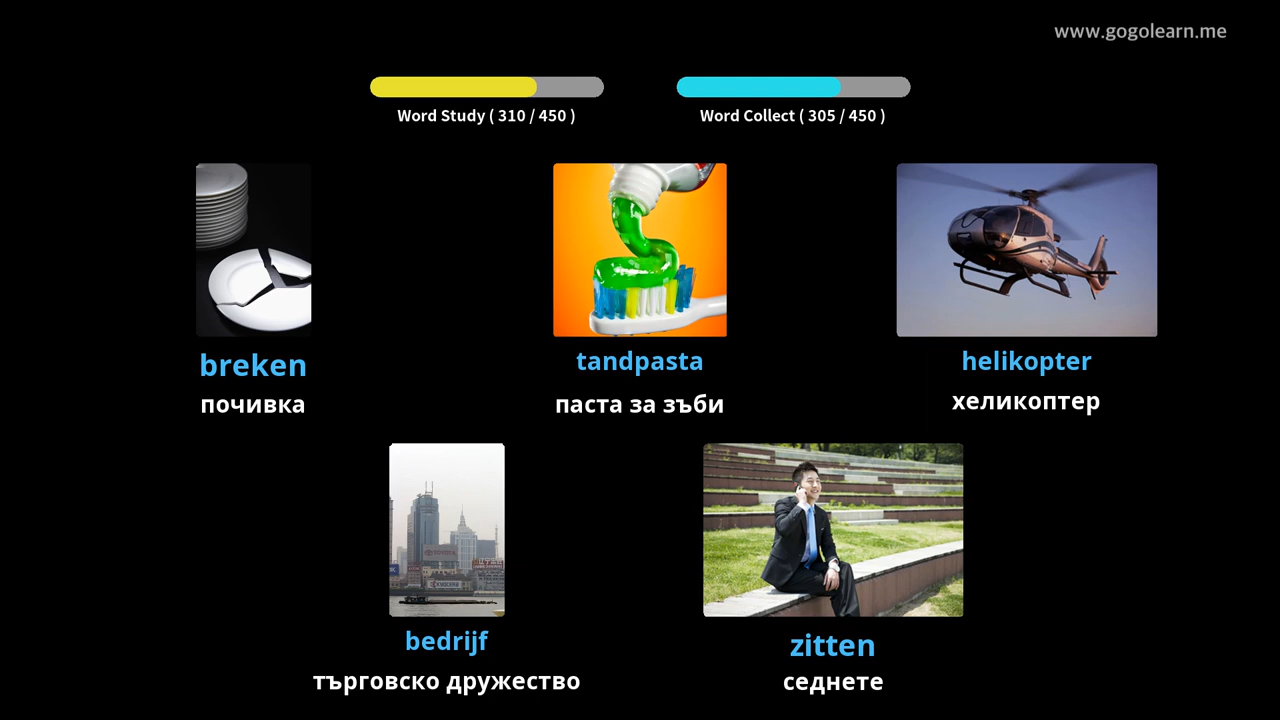 www.gogolearn.me
Word Study ( 310 / 450 )
Word Collect ( 305 / 450 )
breken
почивка
tandpasta
паста за зъби
helikopter
хеликоптер
TOYOTA
bedrijf
търговско дружество
zitten
седнете